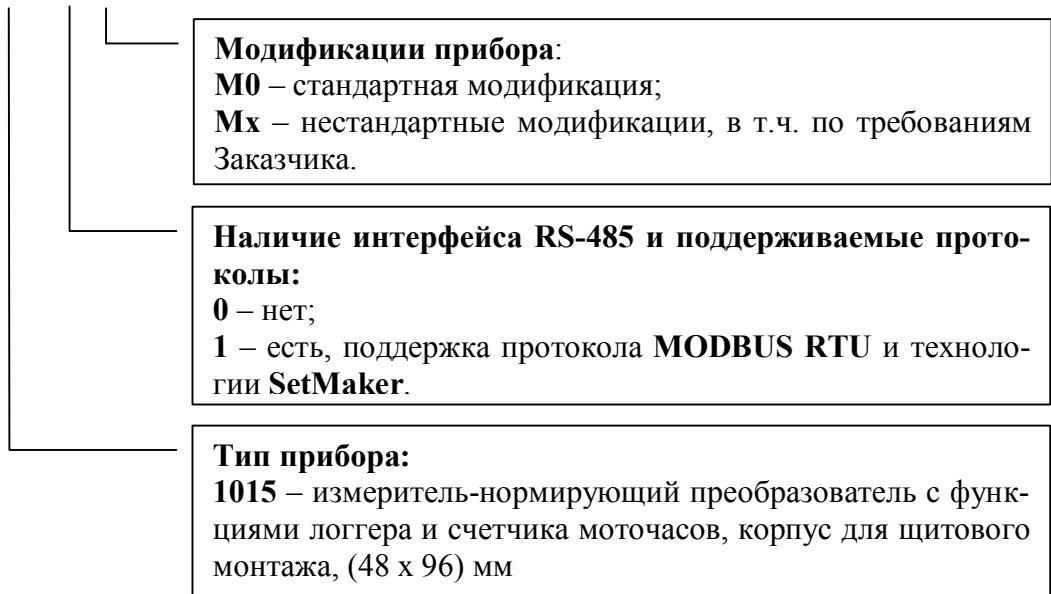 Модификации прибора:
М0 – стандартная модификация;
Мх – нестандартные модификации, в т.ч. по требованиям
Заказчика.
Наличие интерфейса RS-485 и поддерживаемые прото-
колы:
0 – нет;
1 – есть, поддержка протокола MODBUS RTU и техноло-
гии SetMaker.
Тип прибора:
1015 – измеритель-нормирующий преобразователь с функ-
циями логгера и счетчика моточасов, корпус для щитового
монтажа, (48 х 96) мм